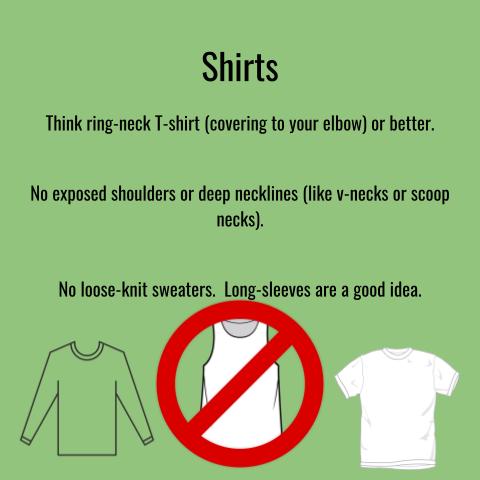 Shirts
Think ring-neck T-shirt (covering to your elbow) or better.
No exposed shoulders or deep necklines (like v-necks or scoop
necks).
No loose-knit sweaters.  Long-sleeves are a good idea.